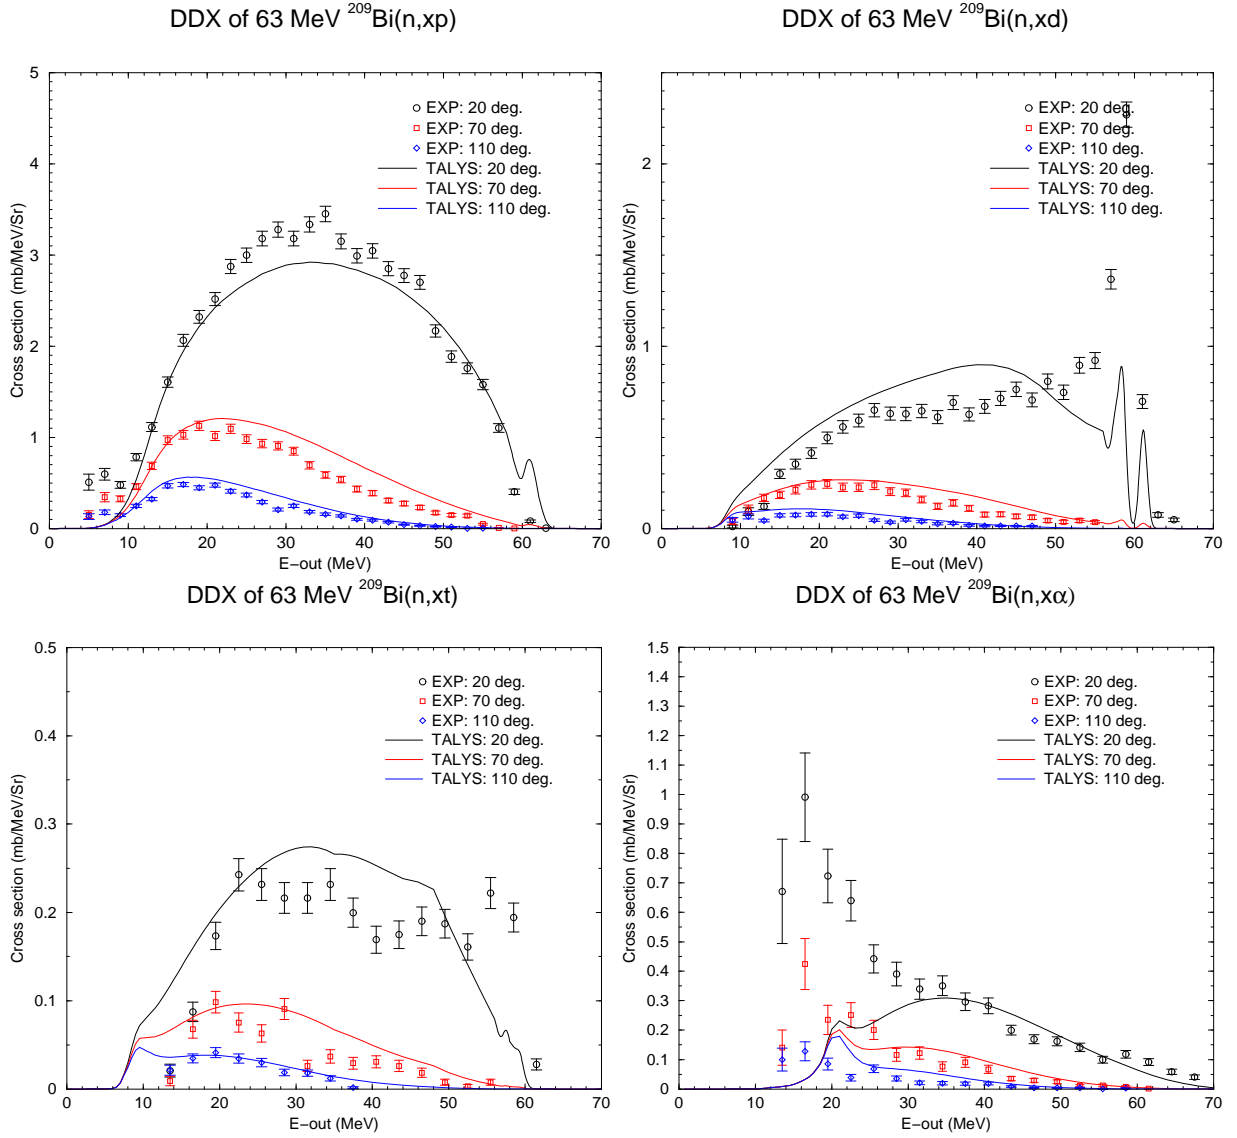 DDX of 63 MeV ²⁰⁹Bi(n,xp)
5
4
3
2
1
0
Cross section (mb/MeV/Sr)
EXP: 20 deg.
EXP: 70 deg.
EXP: 110 deg.
TALYS: 20 deg.
TALYS: 70 deg.
TALYS: 110 deg.
0 10 20 30 40 50 60 70
E−out (MeV)
DDX of 63 MeV ²⁰⁹Bi(n,xd)
2
1
0
Cross section (mb/MeV/Sr)
EXP: 20 deg.
EXP: 70 deg.
EXP: 110 deg.
TALYS: 20 deg.
TALYS: 70 deg.
TALYS: 110 deg.
0 10 20 30 40 50 60 70
E−out (MeV)
DDX of 63 MeV ²⁰⁹Bi(n,xt)
0.5
0.4
0.3
0.2
0.1
0
Cross section (mb/MeV/Sr)
EXP: 20 deg.
EXP: 70 deg.
EXP: 110 deg.
TALYS: 20 deg.
TALYS: 70 deg.
TALYS: 110 deg.
0 10 20 30 40 50 60 70
E−out (MeV)
DDX of 63 MeV ²⁰⁹Bi(n,xα)
1.5
1.4
1.3
1.2
1.1
1
0.9
0.8
0.7
0.6
0.5
0.4
0.3
0.2
0.1
0
Cross section (mb/MeV/Sr)
EXP: 20 deg.
EXP: 70 deg.
EXP: 110 deg.
TALYS: 20 deg.
TALYS: 70 deg.
TALYS: 110 deg.
0 10 20 30 40 50 60 70
E−out (MeV)